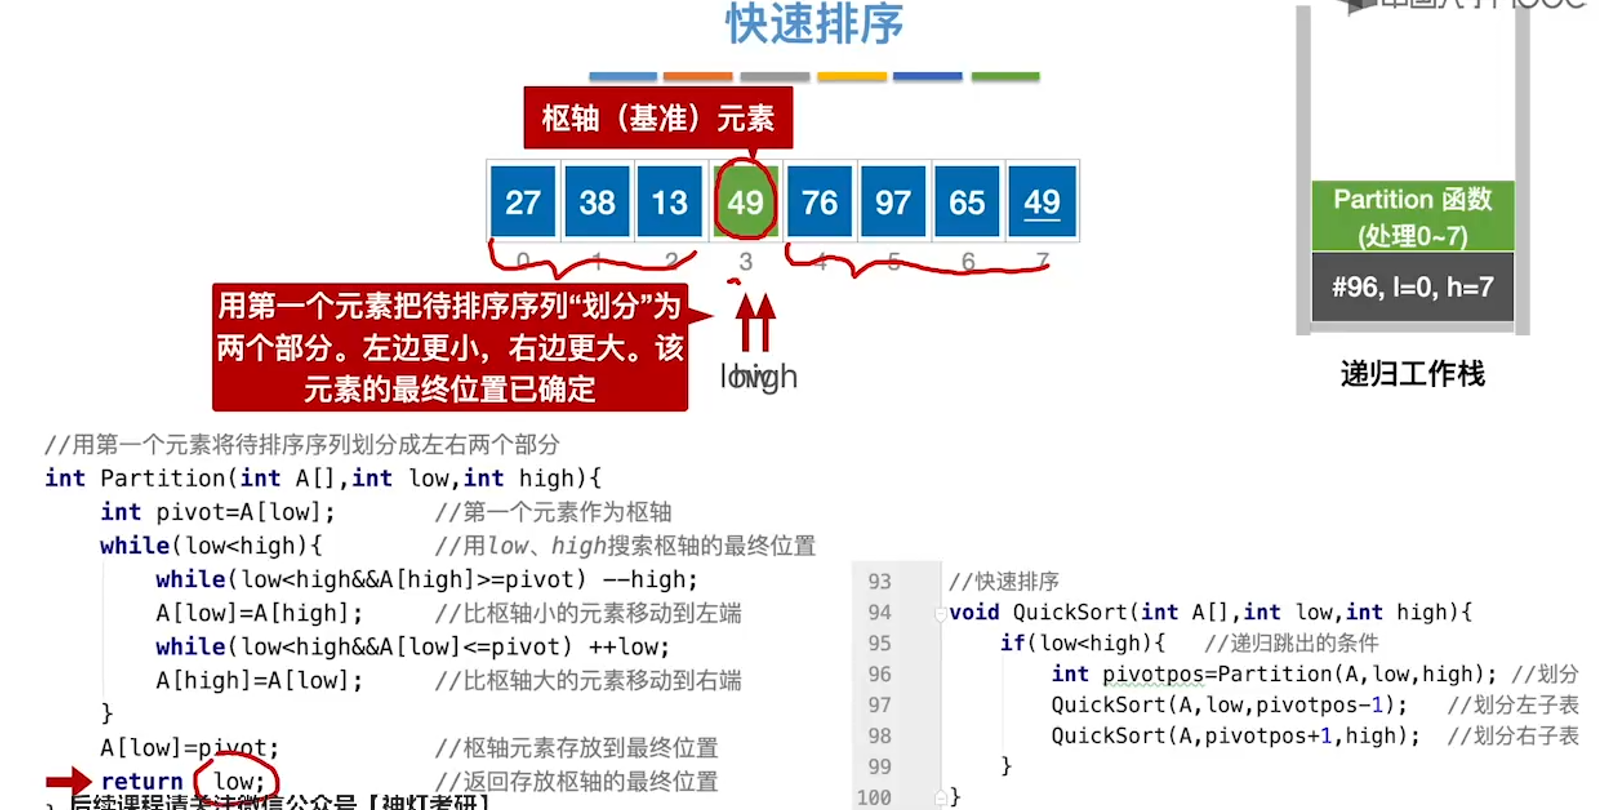 快速排序
枢轴（基准）元素
27 38 13 49 76 97 65 49
0 1 2 3 4 5 6 7
用第一个元素把待排序序列“划分”为
两个部分。左边更小，右边更大。该
元素的最终位置已确定
low high
Partition 函数
(处理0~7)
#96, l=0, h=7
递归工作栈
//用第一个元素将待排序序列划分成左右两个部分
int Partition(int A[],int low,int high){
int pivot=A[low]; //第一个元素作为枢轴
while(low<high){ //用low、high搜索枢轴的最终位置
while(low<high&&A[high]>=pivot) --high;
A[low]=A[high]; //比枢轴小的元素移动到左端
while(low<high&&A[low]<=pivot) ++low;
A[high]=A[low]; //比枢轴大的元素移动到右端
}
A[low]=pivot; //枢轴元素存放到最终位置
return low; //返回存放枢轴的最终位置
}
后续课程请关注微信公众号【神灯考研】
93 //快速排序
94 void QuickSort(int A[],int low,int high){
95 if(low<high){ //递归跳出的条件
96 int pivotpos=Partition(A,low,high); //划分
97 QuickSort(A,low,pivotpos-1); //划分左子表
98 QuickSort(A,pivotpos+1,high); //划分右子表
99 }
100 }